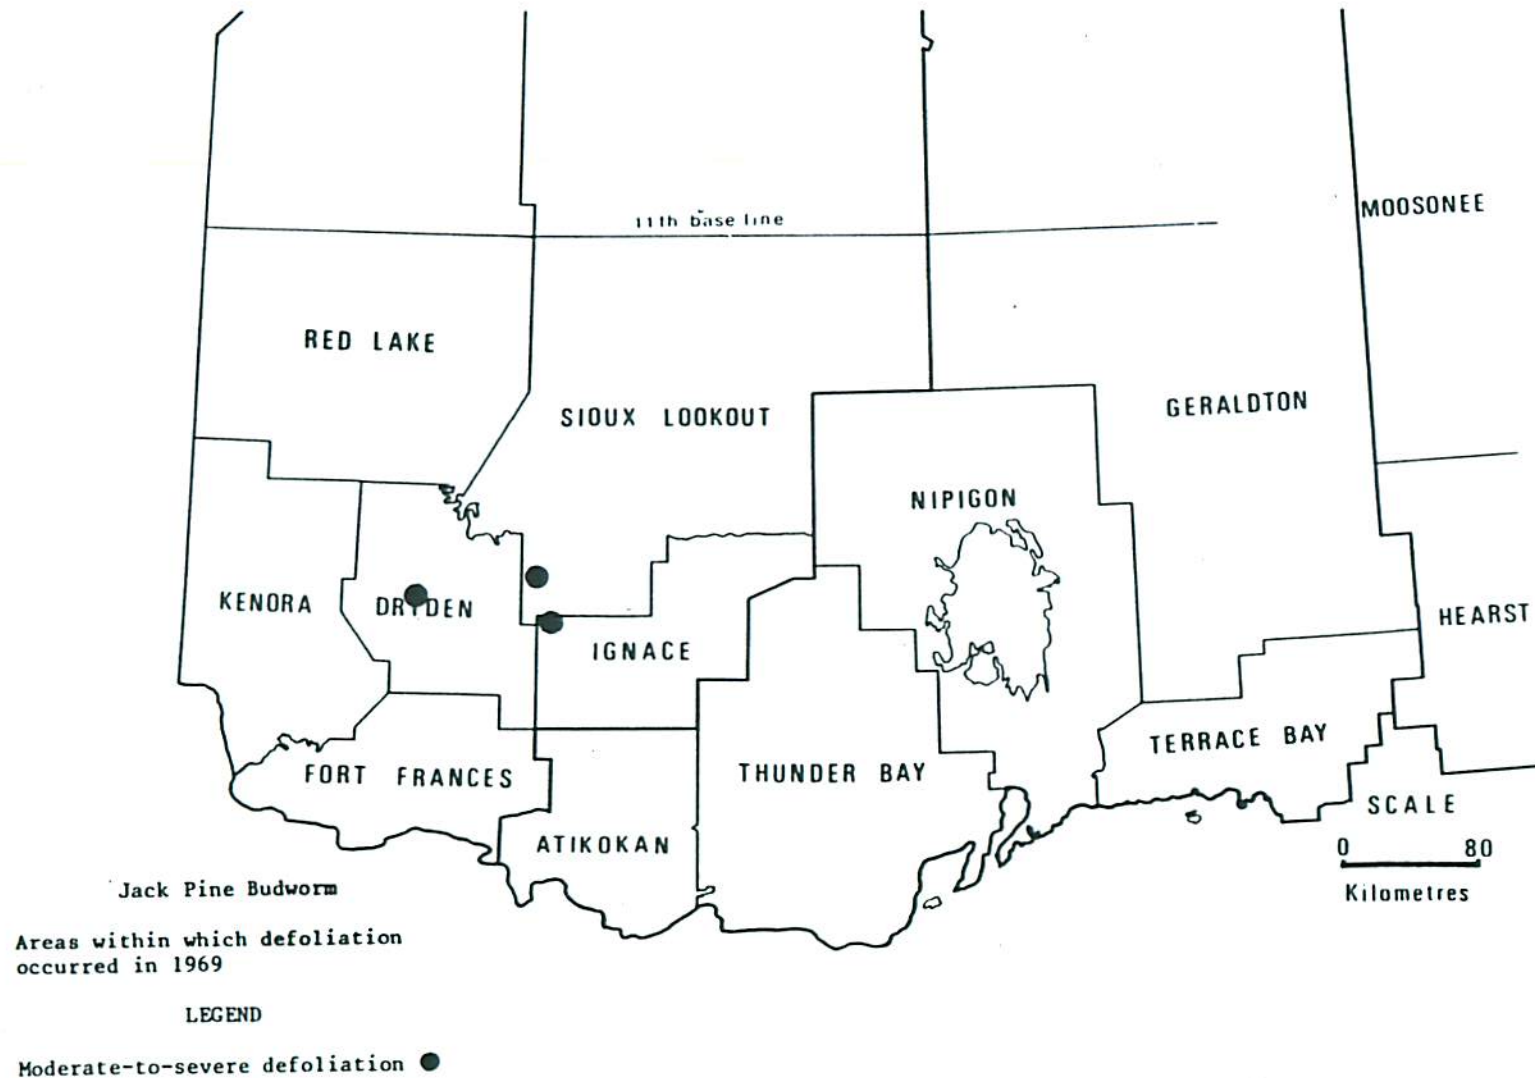 11th base line
MOOSONEE
RED LAKE
SIOUX LOOKOUT
GERALDTON
NIPIGON
KENORA
DRYDEN
IGNACE
HEARST
FORT FRANCES
THUNDER BAY
TERRACE BAY
ATIKOKAN
SCALE
0 80
Kilometres
Jack Pine Budworm
Areas within which defoliation
occurred in 1969
LEGEND
Moderate-to-severe defoliation